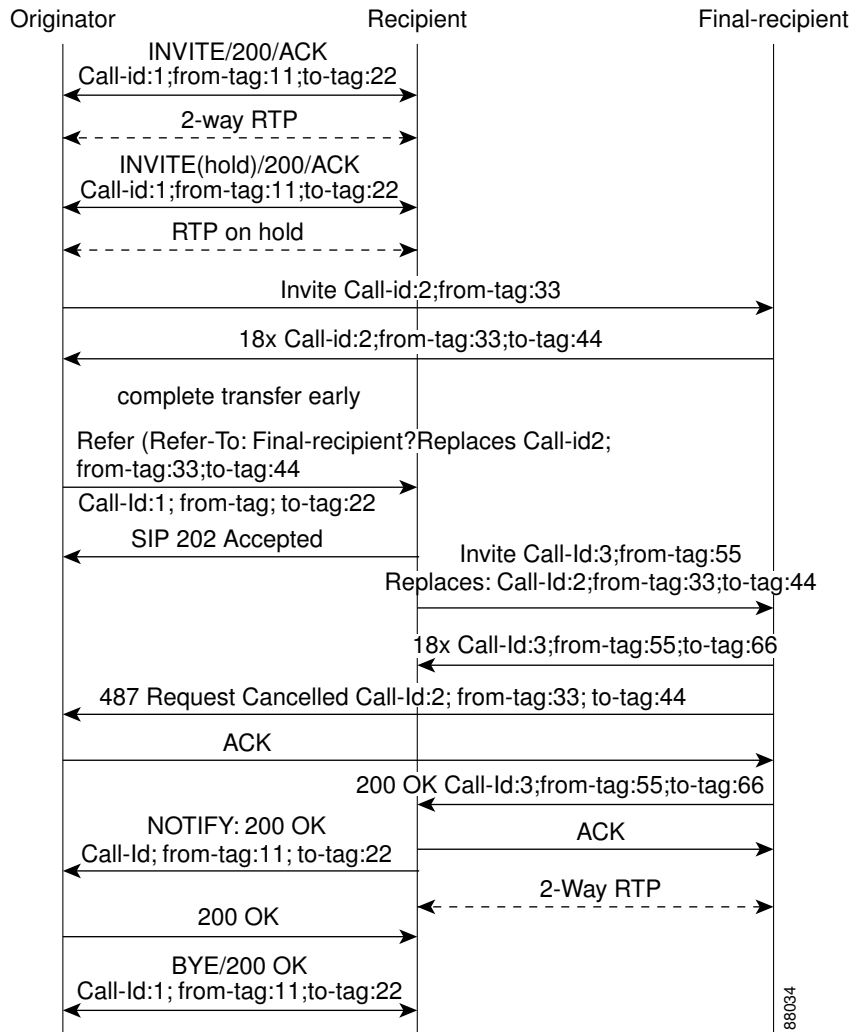 Originator
Recipient
Final-recipient
INVITE/200/ACK
Call-id:1;from-tag:11;to-tag:22
2-way RTP
INVITE(hold)/200/ACK
Call-id:1;from-tag:11;to-tag:22
RTP on hold
Invite Call-id:2;from-tag:33
18x Call-id:2;from-tag:33;to-tag:44
complete transfer early
Refer (Refer-To: Final-recipient?Replaces Call-id2;
from-tag:33;to-tag:44
Call-Id:1; from-tag; to-tag:22
SIP 202 Accepted
Invite Call-Id:3;from-tag:55
Replaces: Call-Id:2;from-tag:33;to-tag:44
18x Call-Id:3;from-tag:55;to-tag:66
487 Request Cancelled Call-Id:2; from-tag:33; to-tag:44
ACK
200 OK Call-Id:3;from-tag:55;to-tag:66
NOTIFY: 200 OK
Call-Id; from-tag:11; to-tag:22
ACK
2-Way RTP
200 OK
BYE/200 OK
Call-Id:1; from-tag:11;to-tag:22
88034